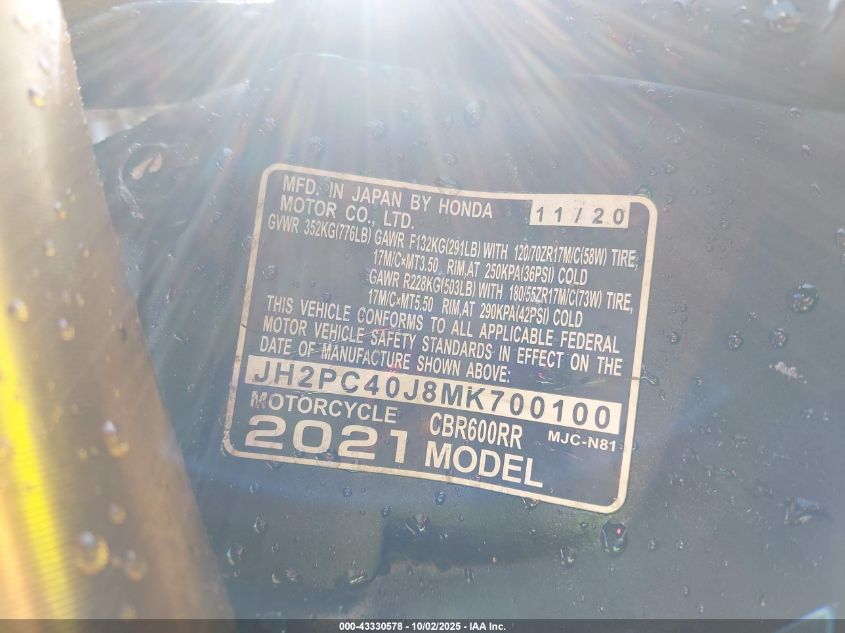 MFD. IN JAPAN BY HONDA 11/20
MOTOR CO., LTD.
GVWR 352KG(776LB) GAWR F132KG(291LB) WITH 120/70ZR17M/C(58W) TIRE,
17M/C×MT3.50 RIM,AT 250KPA(36PSI) COLD
GAWR R228KG(503LB) WITH 180/55ZR17M/C(73W) TIRE,
17M/C×MT5.50 RIM,AT 290KPA(42PSI) COLD
THIS VEHICLE CONFORMS TO ALL APPLICABLE FEDERAL
MOTOR VEHICLE SAFETY STANDARDS IN EFFECT ON THE
DATE OF MANUFACTURE SHOWN ABOVE:
JH2PC40J8MK700100
MOTORCYCLE CBR600RR MJC-N81
2021 MODEL
000-43330578 - 10/02/2025 - IAA Inc.